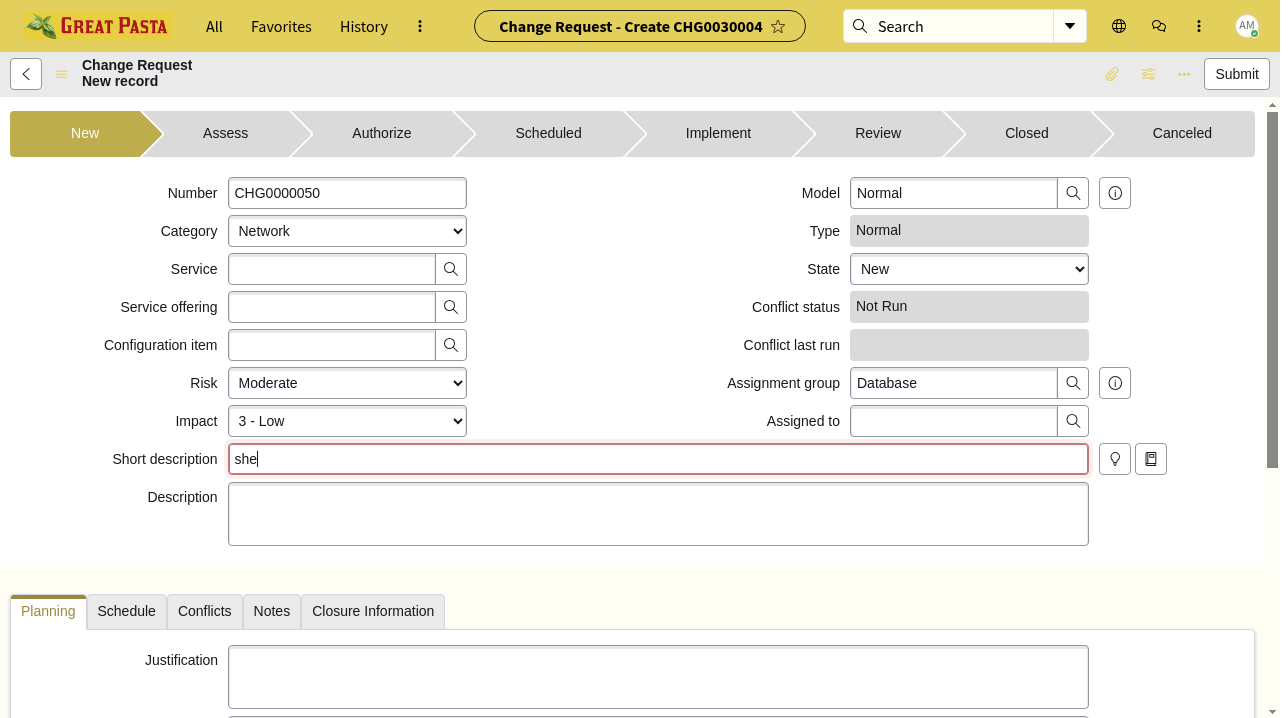 GREAT PASTA
All
Favorites
History
Change Request - Create CHG0030004
Search
AM
Change Request
New record
Submit
New
Assess
Authorize
Scheduled
Implement
Review
Closed
Canceled
Number
CHG0000050
Model
Normal
Category
Network
Type
Normal
Service
State
New
Service offering
Conflict status
Not Run
Configuration item
Conflict last run
Risk
Moderate
Assignment group
Database
Impact
3 - Low
Assigned to
Short description
she
Description
Planning
Schedule
Conflicts
Notes
Closure Information
Justification